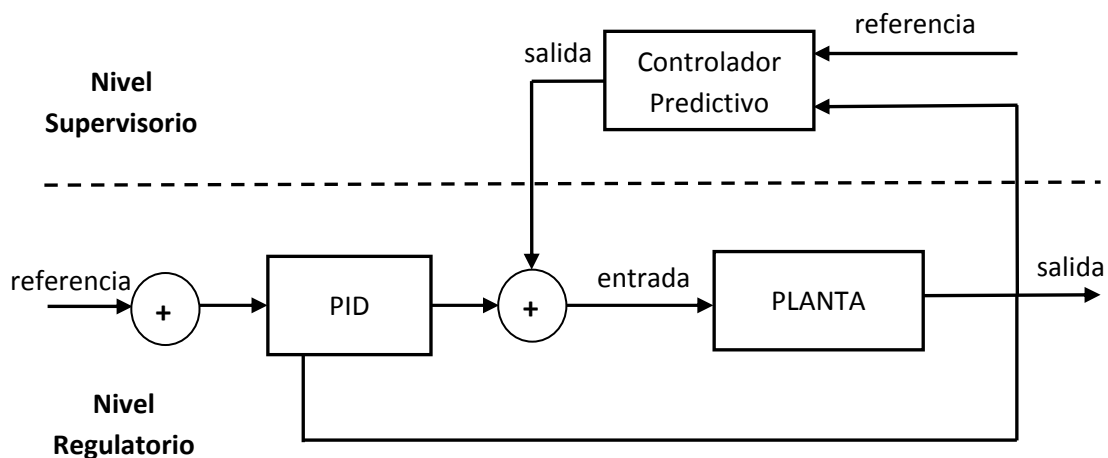 referencia
salida
Controlador
Predictivo
Nivel
Supervisorio
referencia
+
PID
+
entrada
PLANTA
salida
Nivel
Regulatorio